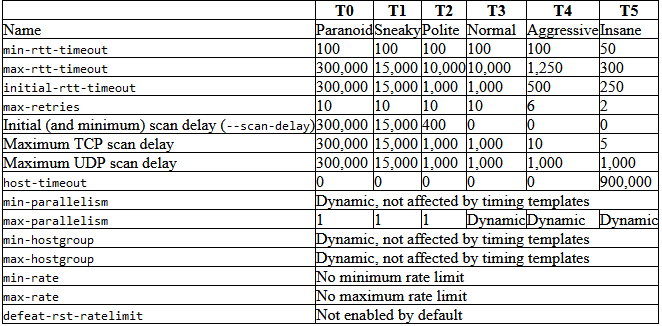 T0 T1 T2 T3 T4 T5
Name Paranoid Sneaky Polite Normal Aggressive Insane
min-rtt-timeout 100 100 100 100 100 50
max-rtt-timeout 300,000 15,000 10,000 10,000 1,250 300
initial-rtt-timeout 300,000 15,000 1,000 1,000 500 250
max-retries 10 10 10 10 6 2
Initial (and minimum) scan delay (--scan-delay) 300,000 15,000 400 0 0 0
Maximum TCP scan delay 300,000 15,000 1,000 1,000 10 5
Maximum UDP scan delay 300,000 15,000 1,000 1,000 1,000 1,000
host-timeout 0 0 0 0 0 900,000
min-parallelism Dynamic, not affected by timing templates
max-parallelism 1 1 1 Dynamic Dynamic Dynamic
min-hostgroup Dynamic, not affected by timing templates
max-hostgroup Dynamic, not affected by timing templates
min-rate No minimum rate limit
max-rate No maximum rate limit
defeat-rst-ratelimit Not enabled by default